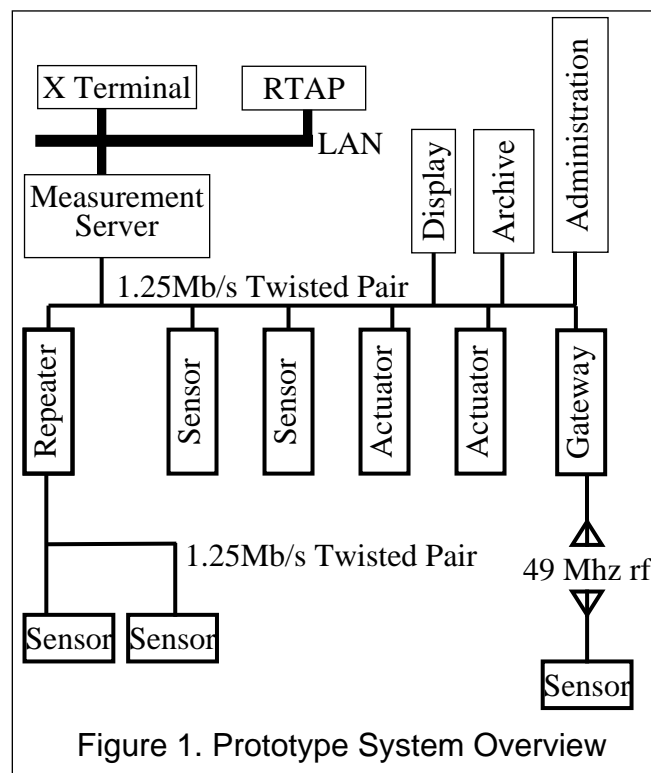 X Terminal
RTAP
LAN
Measurement
Server
Display
Archive
Administration
1.25Mb/s Twisted Pair
Repeater
Sensor
Sensor
Actuator
Actuator
Gateway
1.25Mb/s Twisted Pair
49 Mhz rf
Sensor
Sensor
Sensor
Figure 1. Prototype System Overview